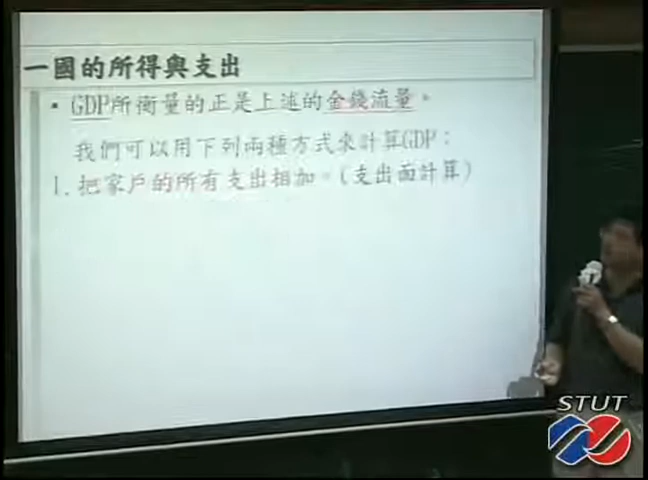 一國的所得與支出
▪ GDP所衡量的正是上述的金錢流量。
我們可以用下列兩種方式來計算GDP：
1. 把家戶的所有支出相加。(支出面計算)
STUT